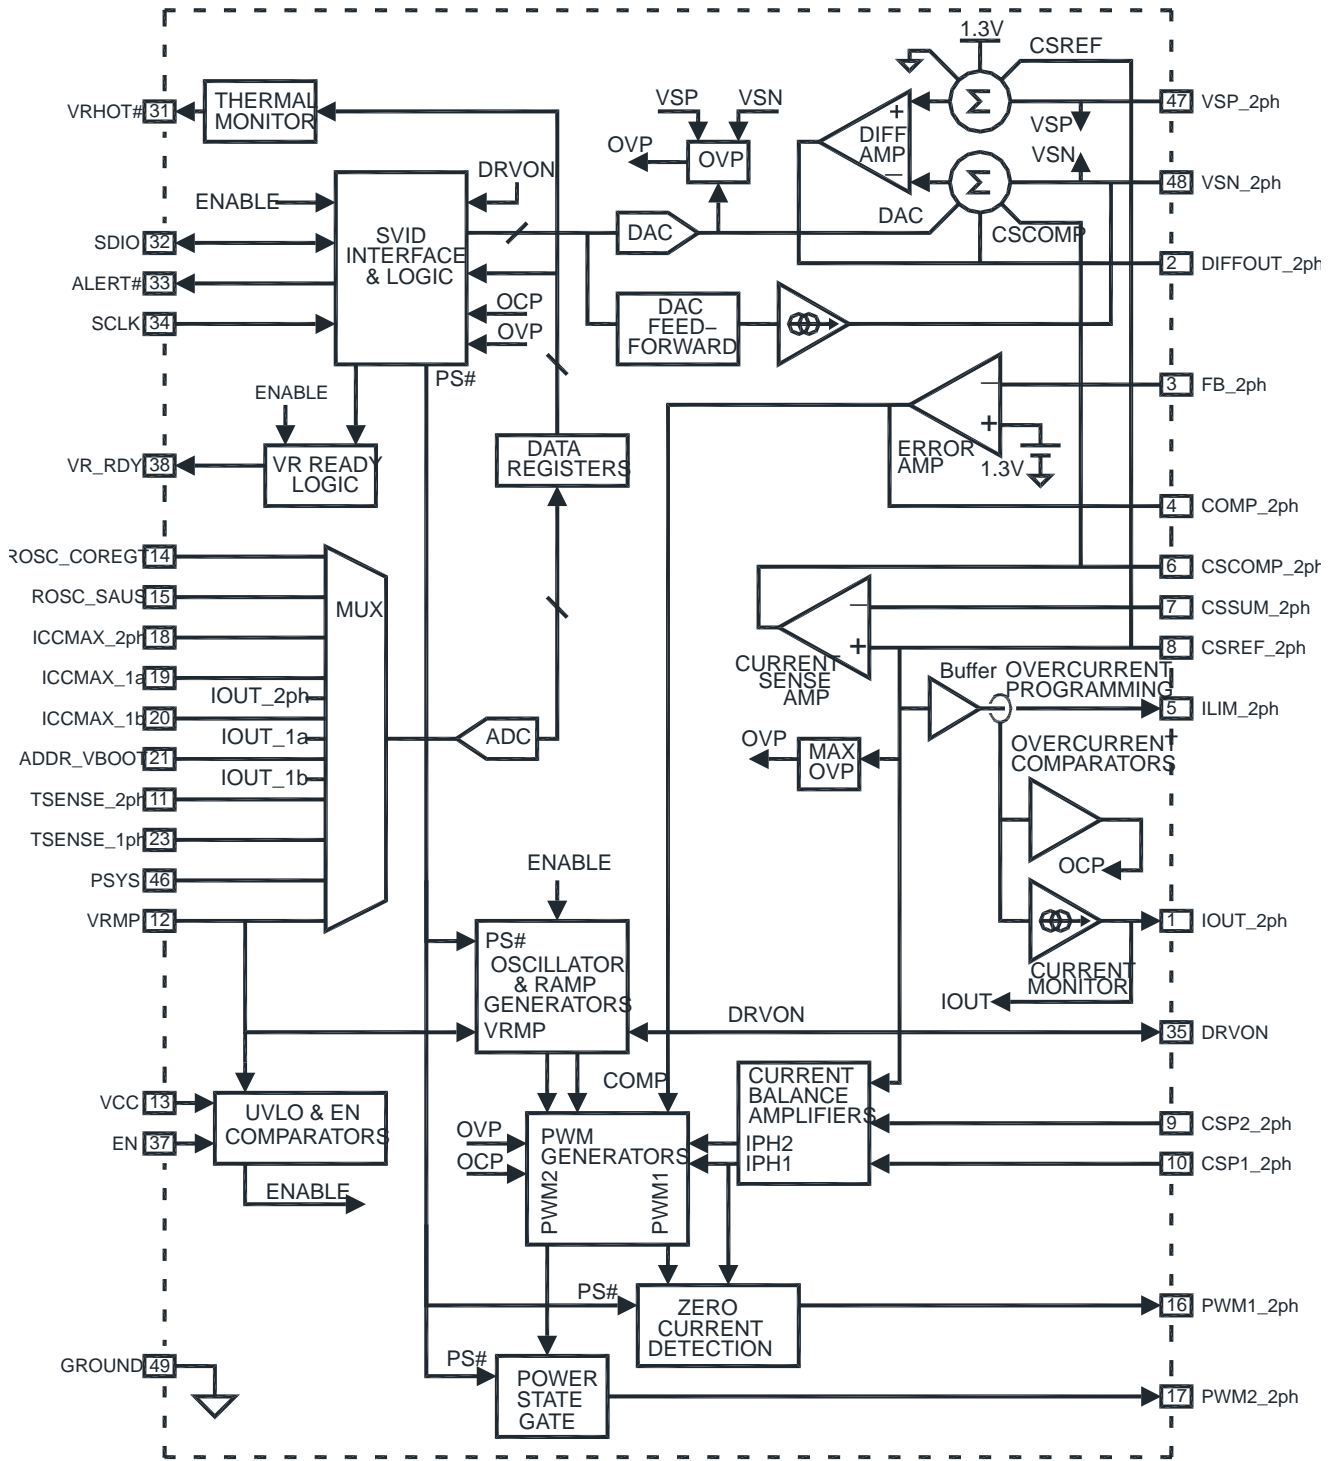 1.3V
CSREF
VRHOT#
31
THERMAL
MONITOR
VSP
VSN
OVP
OVP
+
DIFF
AMP
−
Σ
47
VSP_2ph
VSP
VSN
ENABLE
DRVON
Σ
48
VSN_2ph
DAC
CSCOMP
SDIO
32
SVID
INTERFACE
& LOGIC
DAC
2
DIFFOUT_2ph
ALERT#
33
OCP
SCLK
34
OVP
DAC
FEED–
FORWARD
PS#
ENABLE
−
3
FB_2ph
+
ERROR
AMP
1.3V
VR_RDY
38
VR READY
LOGIC
DATA
REGISTERS
4
COMP_2ph
ROSC_COREGT
14
6
CSCOMP_2ph
ROSC_SAUS
15
MUX
−
7
CSSUM_2ph
ICCMAX_2ph
18
+
8
CSREF_2ph
CURRENT
SENSE
AMP
Buffer
OVERCURRENT
PROGRAMMING
ICCMAX_1a
19
IOUT_2ph
5
5
ILIM_2ph
ICCMAX_1b
20
IOUT_1a
ADC
OVP
MAX
OVP
OVERCURRENT
COMPARATORS
ADDR_VBOOT
21
IOUT_1b
TSENSE_2ph
11
TSENSE_1ph
23
OCP
PSYS
46
ENABLE
VRMP
12
1
IOUT_2ph
PS#
OSCILLATOR
& RAMP
GENERATORS
VRMP
CURRENT
MONITOR
IOUT
DRVON
35
DRVON
COMP
CURRENT
BALANCE
AMPLIFIERS
IPH2
IPH1
VCC
13
UVLO & EN
COMPARATORS
EN
37
OVP
OCP
PWM
GENERATORS
PWM2
PWM1
9
CSP2_2ph
10
CSP1_2ph
ENABLE
PS#
ZERO
CURRENT
DETECTION
16
PWM1_2ph
GROUND
49
PS#
POWER
STATE
GATE
17
PWM2_2ph